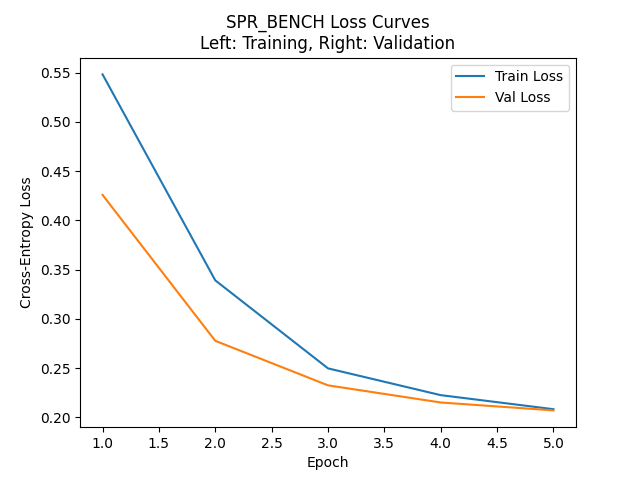 SPR_BENCH Loss Curves
Left: Training, Right: Validation
Train Loss
Val Loss
Cross-Entropy Loss
0.55
0.50
0.45
0.40
0.35
0.30
0.25
0.20
1.0 1.5 2.0 2.5 3.0 3.5 4.0 4.5 5.0
Epoch